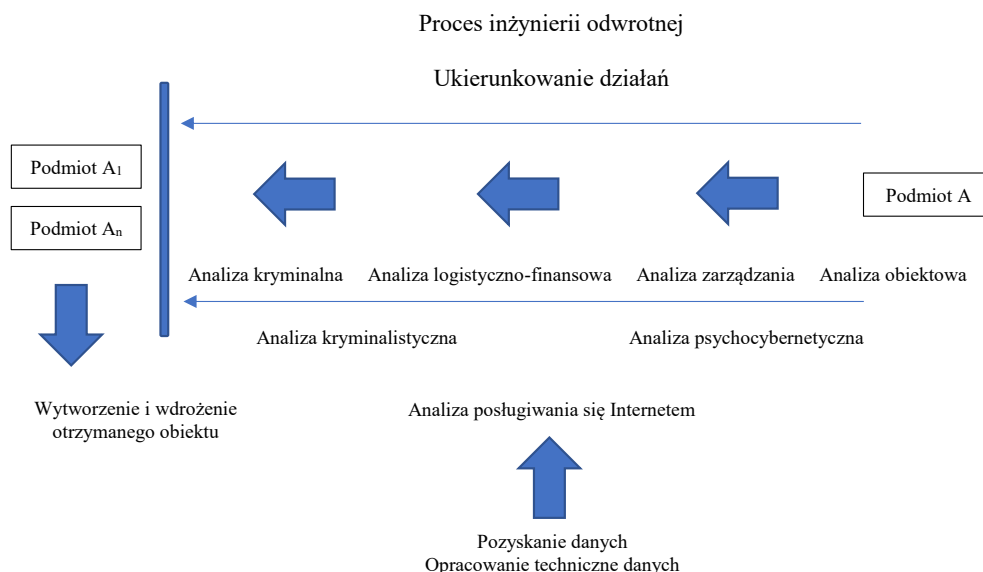 Proces inżynierii odwrotnej
Ukierunkowanie działań
Podmiot A₁
Podmiot Aₙ
Podmiot A
Analiza kryminalna
Analiza logistyczno-finansowa
Analiza zarządzania
Analiza obiektowa
Analiza kryminalistyczna
Analiza psychocybernetyczna
Wytworzenie i wdrożenie
otrzymanego obiektu
Analiza posługiwania się Internetem
Pozyskanie danych
Opracowanie techniczne danych